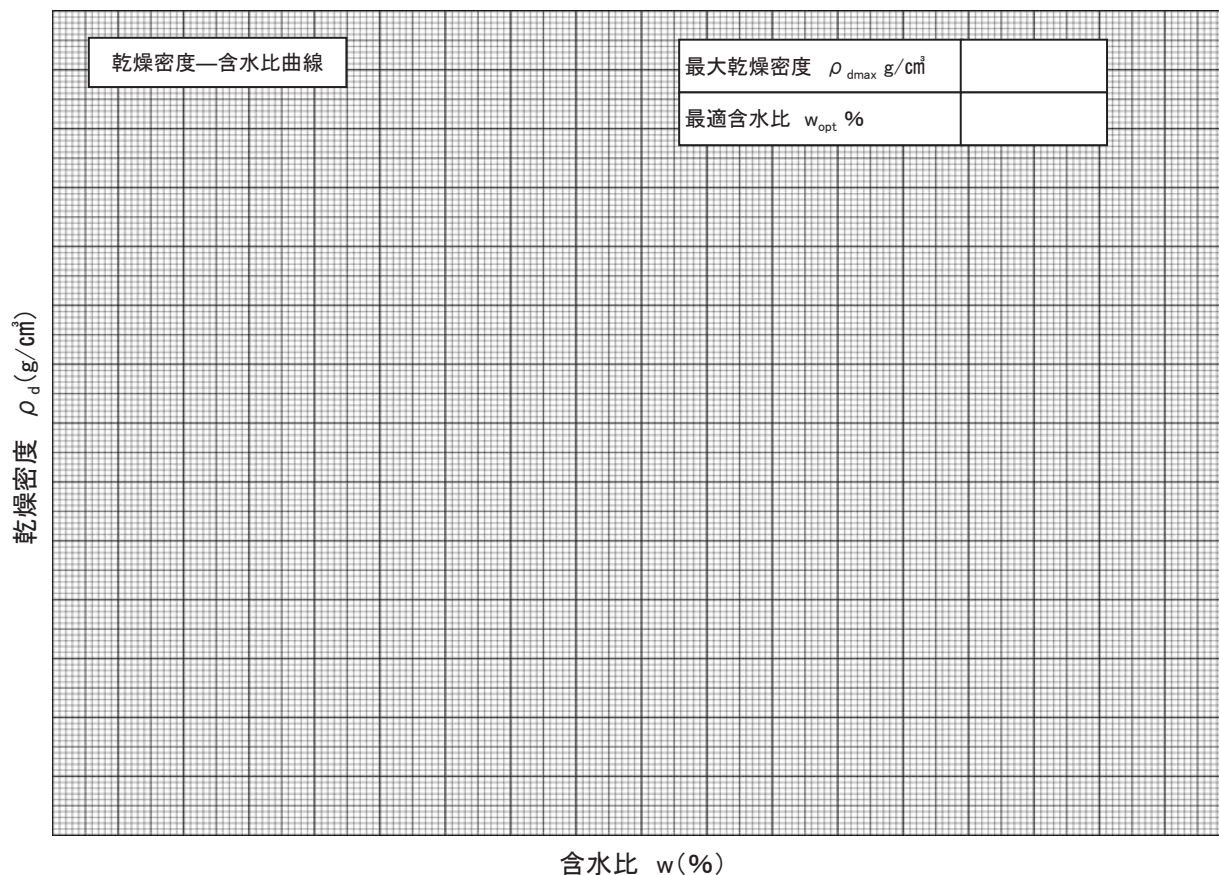 乾燥密度―含水比曲線
最大乾燥密度 ρdmax g/c㎥
最適含水比 wopt %
乾燥密度 ρd(g/c㎥)
含水比 w(%)